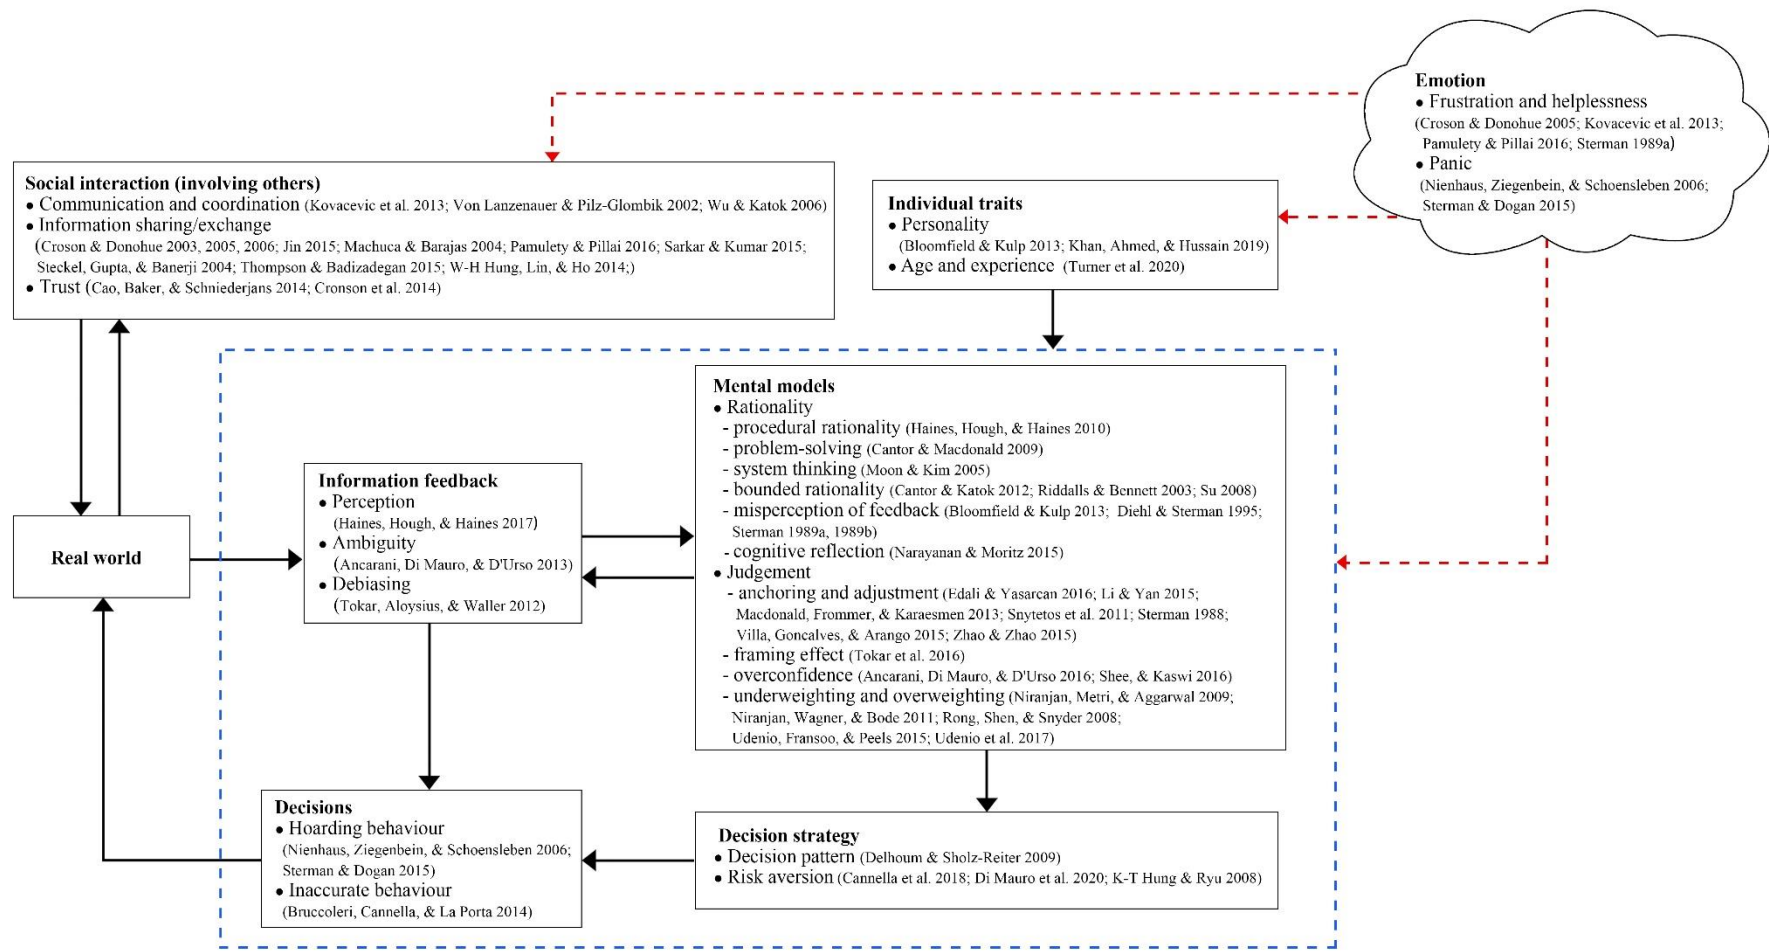 Emotion
● Frustration and helplessness
(Croson & Donohue 2005; Kovacevic et al. 2013;
Pamulety & Pillai 2016; Sterman 1989a)
● Panic
(Nienhaus, Ziegenbein, & Schoensleben 2006;
Sterman & Dogan 2015)
Social interaction (involving others)
● Communication and coordination (Kovacevic et al. 2013; Von Lanzenauer & Pilz-Glombik 2002; Wu & Katok 2006)
● Information sharing/exchange
(Croson & Donohue 2003, 2005, 2006; Jin 2015; Machuca & Barajas 2004; Pamulety & Pillai 2016; Sarkar & Kumar 2015;
Steckel, Gupta, & Banerji 2004; Thompson & Badizadegan 2015; W-H Hung, Lin, & Ho 2014;)
● Trust (Cao, Baker, & Schniederjans 2014; Cronson et al. 2014)
Individual traits
● Personality
(Bloomfield & Kulp 2013; Khan, Ahmed, & Hussain 2019)
● Age and experience (Turner et al. 2020)
Mental models
● Rationality
- procedural rationality (Haines, Hough, & Haines 2010)
- problem-solving (Cantor & Macdonald 2009)
- system thinking (Moon & Kim 2005)
- bounded rationality (Cantor & Katok 2012; Riddalls & Bennett 2003; Su 2008)
- misperception of feedback (Bloomfield & Kulp 2013; Diehl & Sterman 1995;
Sterman 1989a, 1989b)
- cognitive reflection (Narayanan & Moritz 2015)
● Judgement
- anchoring and adjustment (Edali & Yasarcan 2016; Li & Yan 2015;
Macdonald, Frommer, & Karaesmen 2013; Snytetos et al. 2011; Sterman 1988;
Villa, Goncalves, & Arango 2015; Zhao & Zhao 2015)
- framing effect (Tokar et al. 2016)
- overconfidence (Ancarani, Di Mauro, & D'Urso 2016; Shee, & Kaswi 2016)
- underweighting and overweighting (Niranjan, Metri, & Aggarwal 2009;
Niranjan, Wagner, & Bode 2011; Rong, Shen, & Snyder 2008;
Udenio, Fransoo, & Peels 2015; Udenio et al. 2017)
Information feedback
● Perception
(Haines, Hough, & Haines 2017)
● Ambiguity
(Ancarani, Di Mauro, & D'Urso 2013)
● Debiasing
(Tokar, Aloysius, & Waller 2012)
Real world
Decisions
● Hoarding behaviour
(Nienhaus, Ziegenbein, & Schoensleben 2006;
Sterman & Dogan 2015)
● Inaccurate behaviour
(Bruccoleri, Cannella, & La Porta 2014)
Decision strategy
● Decision pattern (Delhoum & Sholz-Reiter 2009)
● Risk aversion (Cannella et al. 2018; Di Mauro et al. 2020; K-T Hung & Ryu 2008)